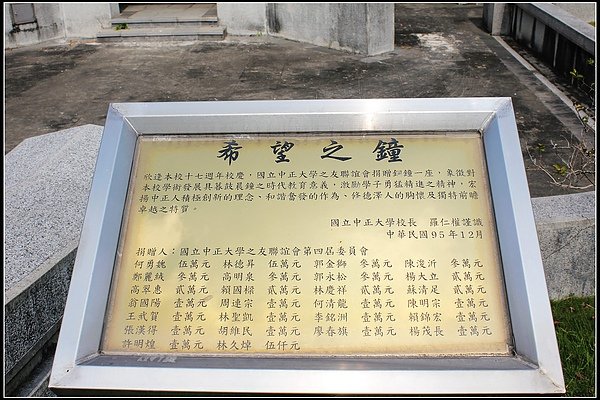 希望之鐘
欣逢本校十七週年校慶，國立中正大學之友聯誼會捐贈銅鐘一座，象徵對
本校學術發展具暮鼓晨鐘之時代教育意義，激勵學子勇猛精進之精神，宏
揚中正人積極創新的理念、和諧奮發的作為、修德澤人的胸懷及獨特前瞻
卓越之特質。
國立中正大學校長 羅仁權謹識
中華民國95年12月
捐贈人：國立中正大學之友聯誼會第四屆委員會
何勇魏 伍萬元 林德昇 伍萬元 郭金獅 參萬元 陳浚沂 參萬元
鄭麗絨 參萬元 高明見 參萬元 郭永松 參萬元 楊大立 貳萬元
高翠惠 貳萬元 賴國樑 貳萬元 林慶祥 貳萬元 蘇清足 貳萬元
翁國陽 壹萬元 周連宗 壹萬元 何清龍 壹萬元 陳明宗 壹萬元
王戒賀 壹萬元 林聖凱 壹萬元 李銘洲 壹萬元 賴錦宏 壹萬元
張漢得 壹萬元 胡維民 壹萬元 廖春旗 壹萬元 楊茂長 壹萬元
許明煌 壹萬元 林久焯 伍仟元